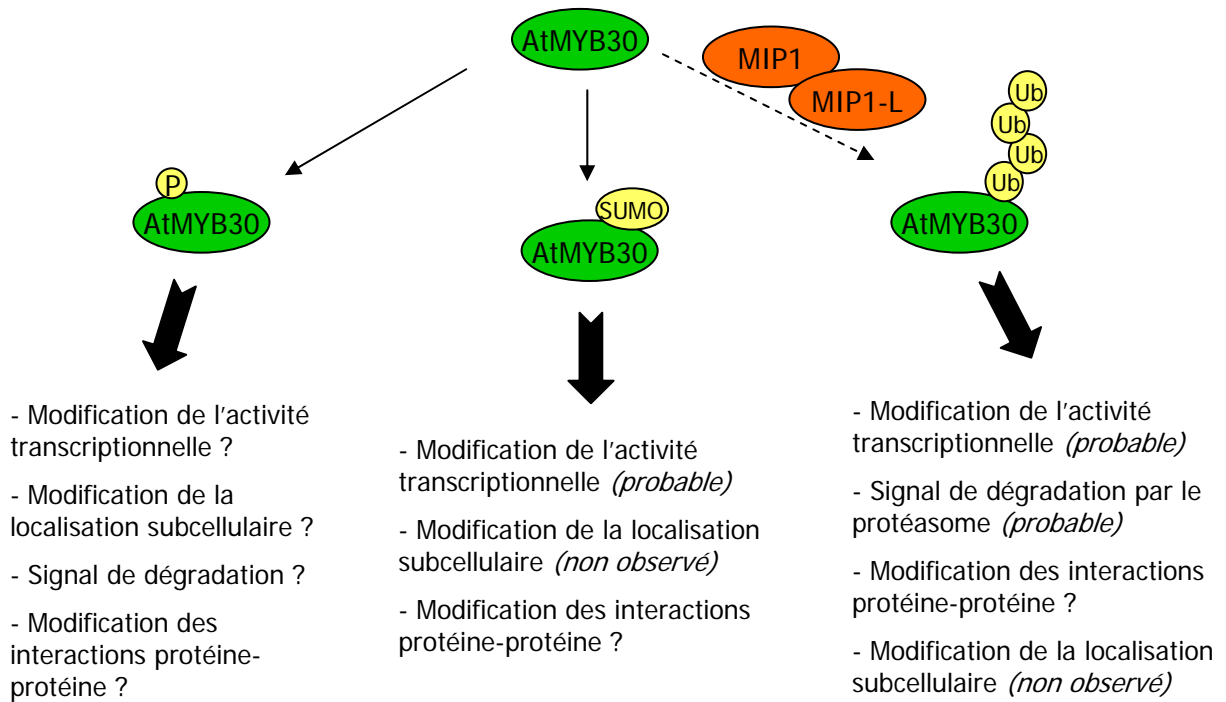 AtMYB30
MIP1
MIP1-L
Ub
Ub
Ub
Ub
P
AtMYB30
SUMO
AtMYB30
AtMYB30
- Modification de l'activité
transcriptionnelle ?
- Modification de la
localisation subcellulaire ?
- Signal de dégradation ?
- Modification des
interactions protéine-
protéine ?
- Modification de l'activité
transcriptionnelle (probable)
- Modification de la localisation
subcellulaire (non observé)
- Modification des interactions
protéine-protéine ?
- Modification de l'activité
transcriptionnelle (probable)
- Signal de dégradation par le
protéasome (probable)
- Modification des interactions
protéine-protéine ?
- Modification de la localisation
subcellulaire (non observé)